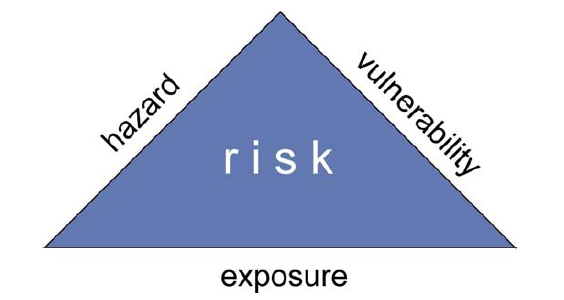 hazard
vulnerability
risk
exposure